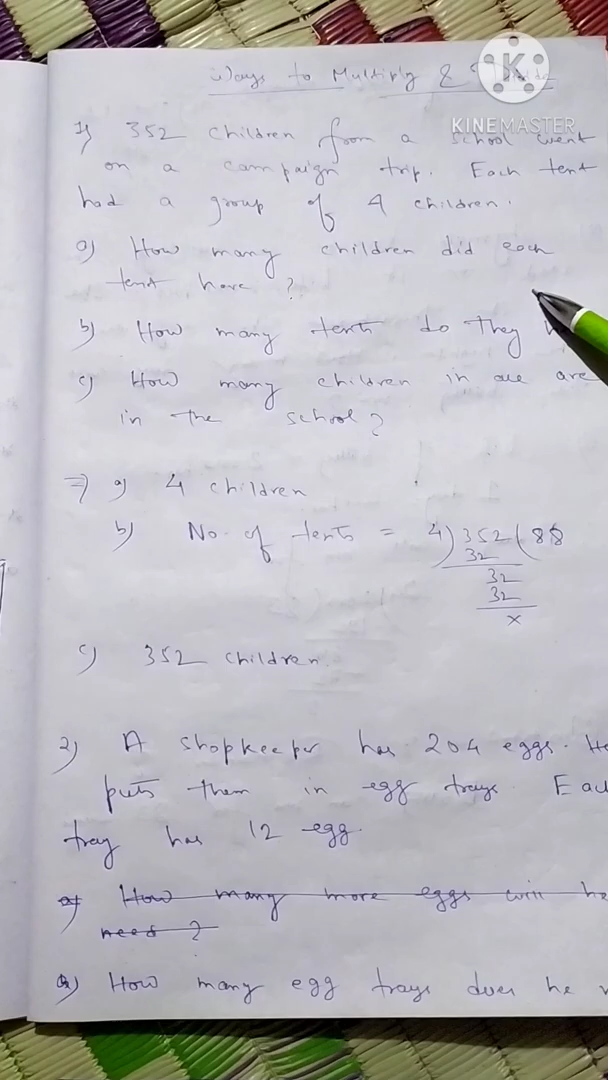 Ways to Multiply &
K
KINEMASTER
1) 352 children from a school went
on a campaign trip. Each tent
had a group of 4 children.
a) How many children did each
tent have ?
b) How many tents do they
c) How many children in all are
in the school ?
=) a) 4 children
b) No. of tents = 4) 352 ( 88
32
32
32
x
c) 352 children.
2) A shopkeeper has 204 eggs. He
puts them in egg trays. Eac
tray has 12 egg.
a) How many more eggs will he
need ?
a) How many egg trays does he